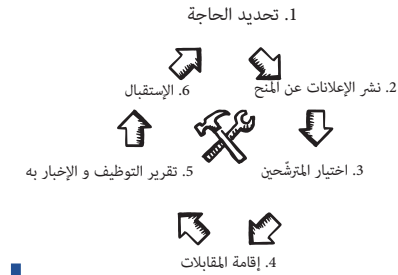 1. تحديد الحاجة
2. نشر الإعلانات عن المنح
3. اختيار المترشّحين
4. إقامة المقابلات
5. تقرير التوظيف و الإخبار به
6. الإستقبال